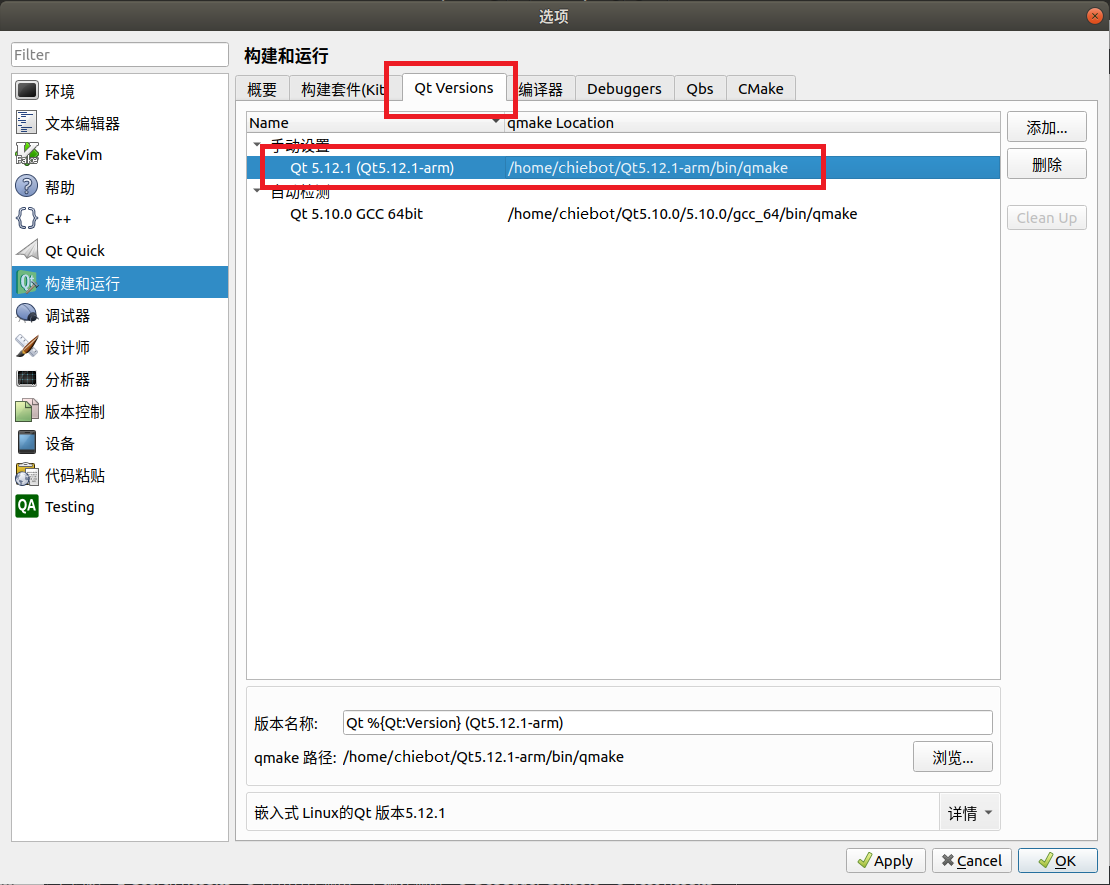 选项
Filter
环境
文本编辑器
FakeVim
帮助
C++
Qt Quick
构建和运行
调试器
设计师
分析器
版本控制
设备
代码粘贴
Testing
构建和运行
概要 构建套件(Kit Qt Versions 编译器 Debuggers Qbs CMake
Name qmake Location
手动设置
Qt 5.12.1 (Qt5.12.1-arm) /home/chiebot/Qt5.12.1-arm/bin/qmake
自动检测
Qt 5.10.0 GCC 64bit /home/chiebot/Qt5.10.0/5.10.0/gcc_64/bin/qmake
添加...
删除
Clean Up
版本名称: Qt %{Qt:Version} (Qt5.12.1-arm)
qmake 路径: /home/chiebot/Qt5.12.1-arm/bin/qmake 浏览...
嵌入式 Linux的Qt 版本5.12.1 详情
Apply Cancel OK